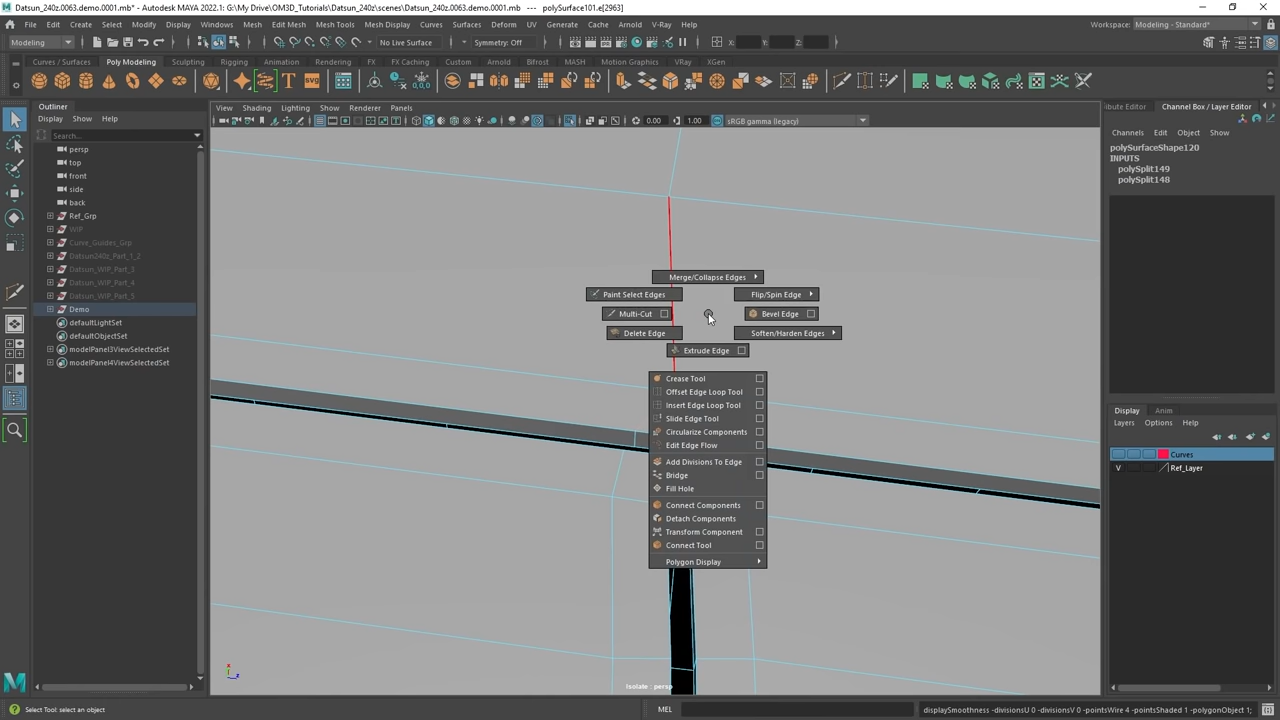 Datsun_240z.0063.demo.0001.mb* - Autodesk MAYA 2022.1: G:\My Drive\OM3D_Tutorials\Datsun_240z\scenes\Datsun_240z.demo.0001.mb --- polySurface101.e[2963]
File Edit Create Select Modify Display Windows Mesh Edit Mesh Mesh Tools Mesh Display Curves Surfaces Deform UV Generate Cache Arnold V-Ray Help
Workspace: Modeling - Standard*
Modeling No Live Surface Symmetry: Off X: Y: Z:
Curves / Surfaces Poly Modeling Sculpting Rigging Animation Rendering FX FX Caching Custom Arnold Bifrost MASH Motion Graphics VRay XGen
Outliner
Display Show Help
Search...
persp
top
front
side
back
Ref_Grp
WIP
Curve_Guides_Grp
Datsun240z_Part_1_2
Datsun_WIP_Part_3
Datsun_WIP_Part_4
Datsun_WIP_Part_5
Demo
defaultLightSet
defaultObjectSet
modelPanel3ViewSelectedSet
modelPanel4ViewSelectedSet
View Shading Lighting Show Renderer Panels
0.00 1.00 sRGB gamma (legacy)
Merge/Collapse Edges
Paint Select Edges Flip/Spin Edge
Multi-Cut Bevel Edge
Delete Edge Soften/Harden Edges
Extrude Edge
Crease Tool
Offset Edge Loop Tool
Insert Edge Loop Tool
Slide Edge Tool
Circularize Components
Edit Edge Flow
Add Divisions To Edge
Bridge
Fill Hole
Connect Components
Detach Components
Transform Component
Connect Tool
Polygon Display
Isolate : persp
ibute Editor Channel Box / Layer Editor
Channels Edit Object Show
polySurfaceShape120
INPUTS
polySplit149
polySplit148
Display Anim
Layers Options Help
Curves
V Ref_Layer
Select Tool: select an object
MEL
displaySmoothness -divisionsU 0 -divisionsV 0 -pointsWire 4 -pointsShaded 1 -polygonObject 1;